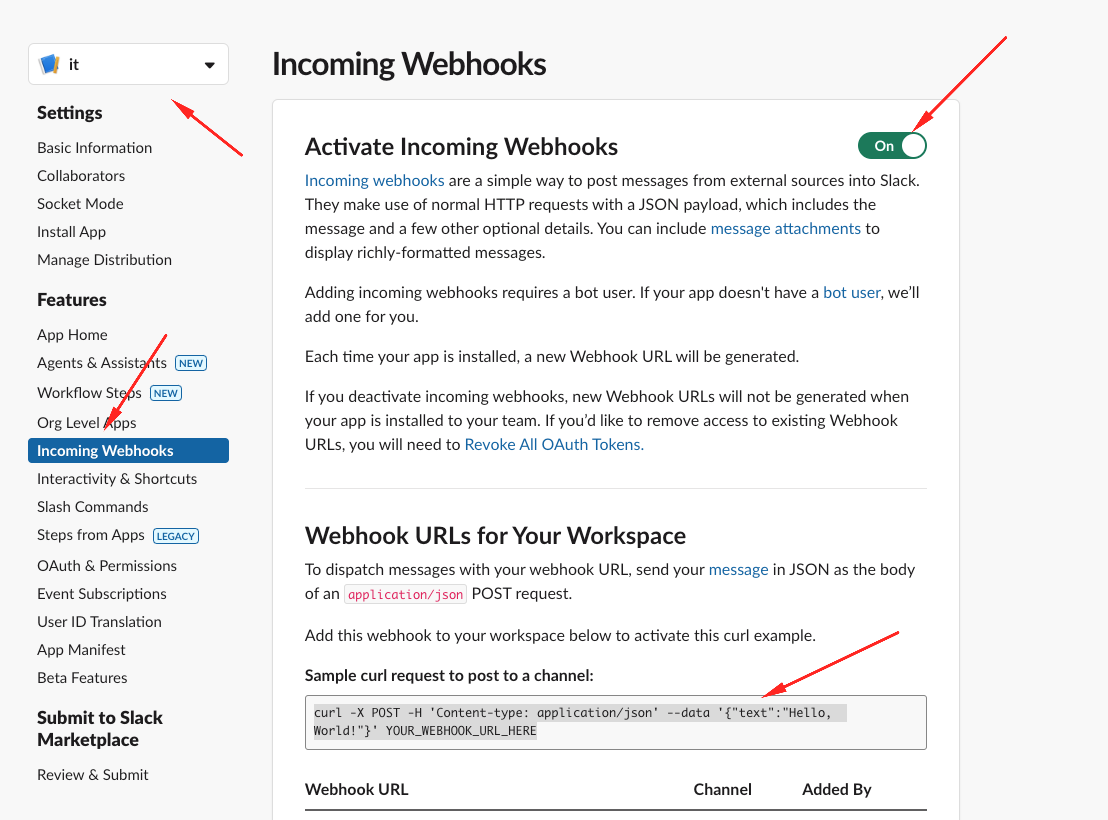 it
Settings
Basic Information
Collaborators
Socket Mode
Install App
Manage Distribution
Features
App Home
Agents & Assistants NEW
Workflow Steps NEW
Org Level Apps
Incoming Webhooks
Interactivity & Shortcuts
Slash Commands
Steps from Apps LEGACY
OAuth & Permissions
Event Subscriptions
User ID Translation
App Manifest
Beta Features
Submit to Slack
Marketplace
Review & Submit
Incoming Webhooks
Activate Incoming Webhooks
On
Incoming webhooks are a simple way to post messages from external sources into Slack.
They make use of normal HTTP requests with a JSON payload, which includes the
message and a few other optional details. You can include message attachments to
display richly-formatted messages.
Adding incoming webhooks requires a bot user. If your app doesn't have a bot user, we’ll
add one for you.
Each time your app is installed, a new Webhook URL will be generated.
If you deactivate incoming webhooks, new Webhook URLs will not be generated when
your app is installed to your team. If you’d like to remove access to existing Webhook
URLs, you will need to Revoke All OAuth Tokens.
Webhook URLs for Your Workspace
To dispatch messages with your webhook URL, send your message in JSON as the body
of an application/json POST request.
Add this webhook to your workspace below to activate this curl example.
Sample curl request to post to a channel:
curl -X POST -H 'Content-type: application/json' --data '{"text":"Hello,
World!"}' YOUR_WEBHOOK_URL_HERE
Webhook URL Channel Added By